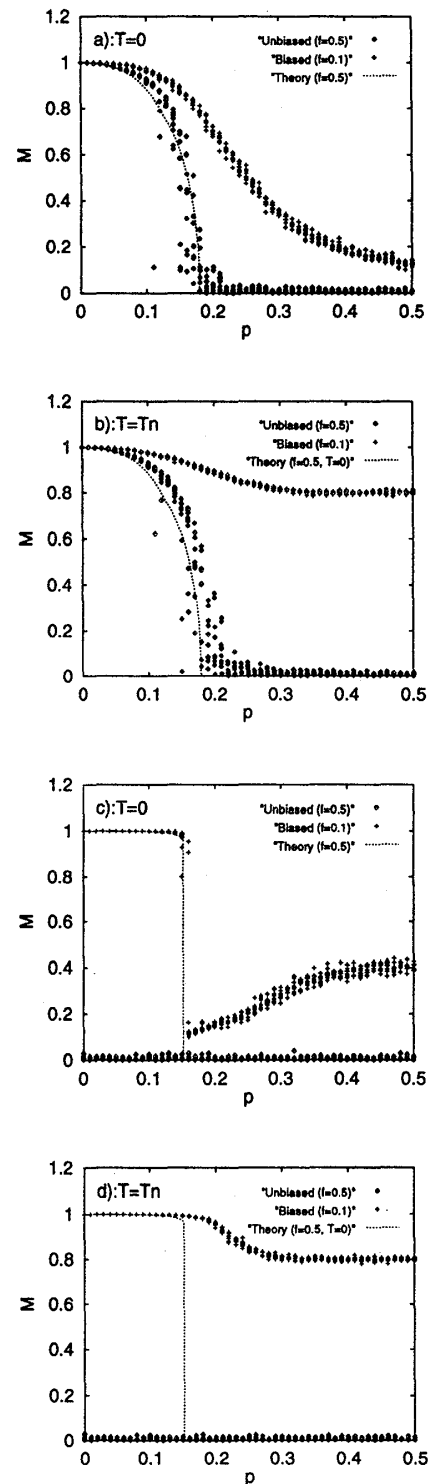 1.2
a):T=0
"Unbiased (f=0.5)"
1
"Biased (f=0.1)"
"Theory (f=0.5)"
0.8
M
0.6
0.4
0.2
0
0 0.1 0.2 0.3 0.4 0.5
p
1.2
b):T=Tn
"Unbiased (f=0.5)"
1
"Biased (f=0.1)"
"Theory (f=0.5, T=0)"
0.8
M
0.6
0.4
0.2
0
0 0.1 0.2 0.3 0.4 0.5
p
1.2
c):T=0
"Unbiased (f=0.5)"
1
"Biased (f=0.1)"
"Theory (f=0.5)"
0.8
M
0.6
0.4
0.2
0
0 0.1 0.2 0.3 0.4 0.5
p
1.2
d):T=Tn
"Unbiased (f=0.5)"
1
"Biased (f=0.1)"
"Theory (f=0.5, T=0)"
0.8
M
0.6
0.4
0.2
0
0 0.1 0.2 0.3 0.4 0.5
p